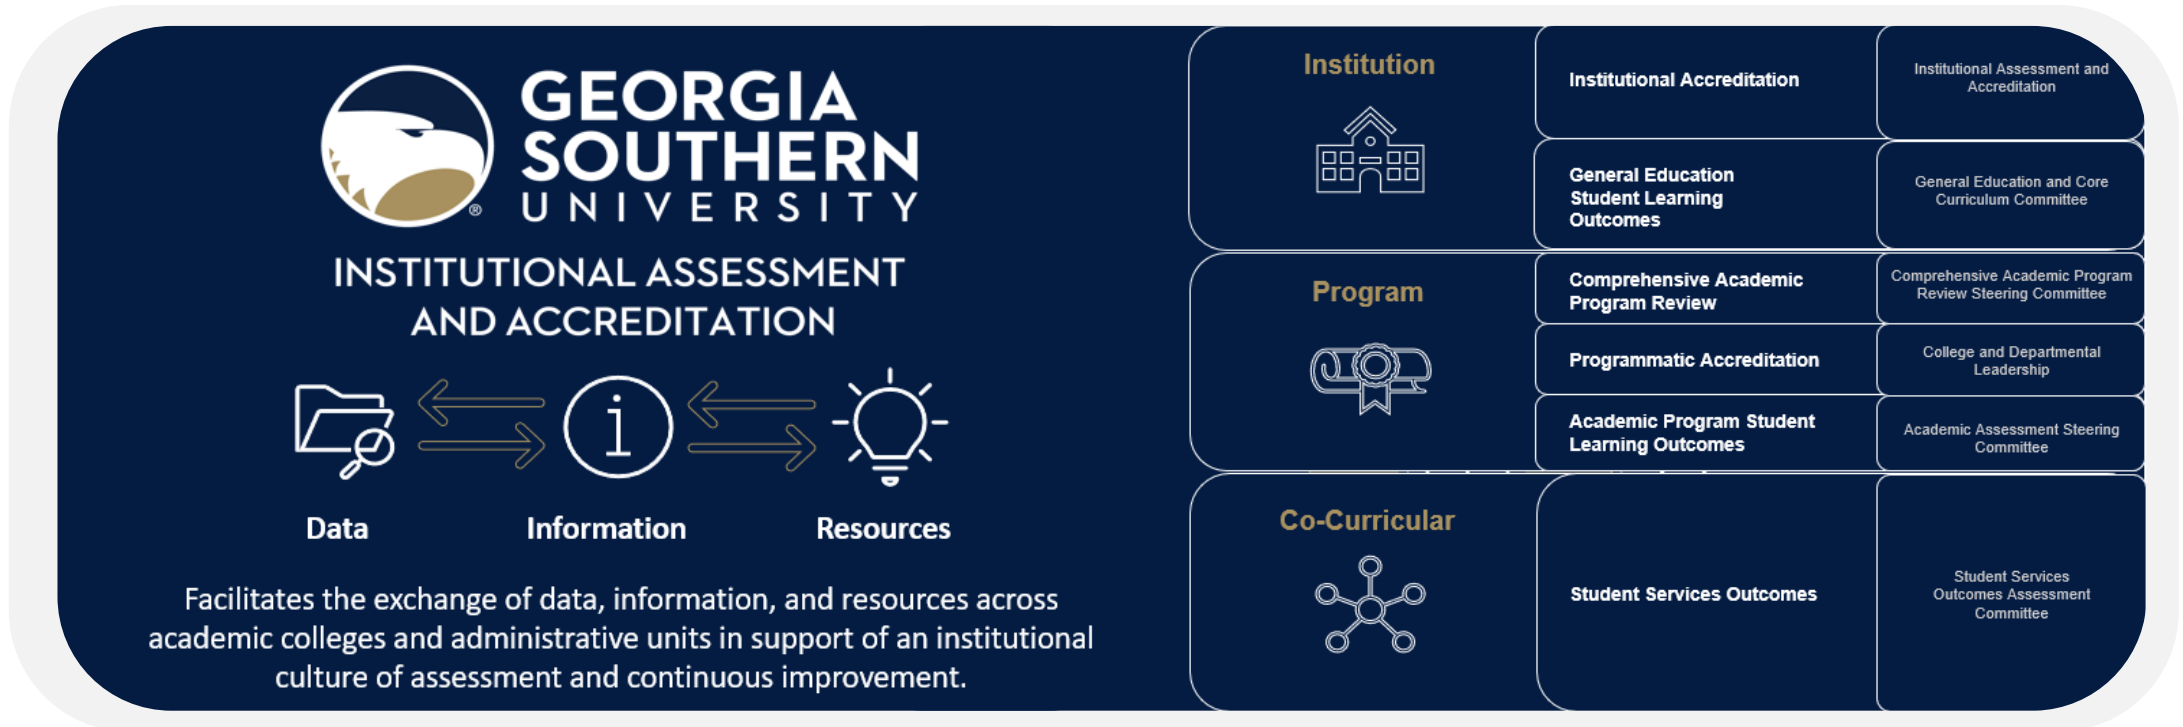 GEORGIA
SOUTHERN
UNIVERSITY
®
INSTITUTIONAL ASSESSMENT
AND ACCREDITATION
i
Data
Information
Resources
Facilitates the exchange of data, information, and resources across
academic colleges and administrative units in support of an institutional
culture of assessment and continuous improvement.
Institution
Institutional Accreditation
Institutional Assessment and
Accreditation
General Education
Student Learning
Outcomes
General Education and Core
Curriculum Committee
Program
Comprehensive Academic
Program Review
Comprehensive Academic Program
Review Steering Committee
Programmatic Accreditation
College and Departmental
Leadership
Academic Program Student
Learning Outcomes
Academic Assessment Steering
Committee
Co-Curricular
Student Services Outcomes
Student Services
Outcomes Assessment
Committee